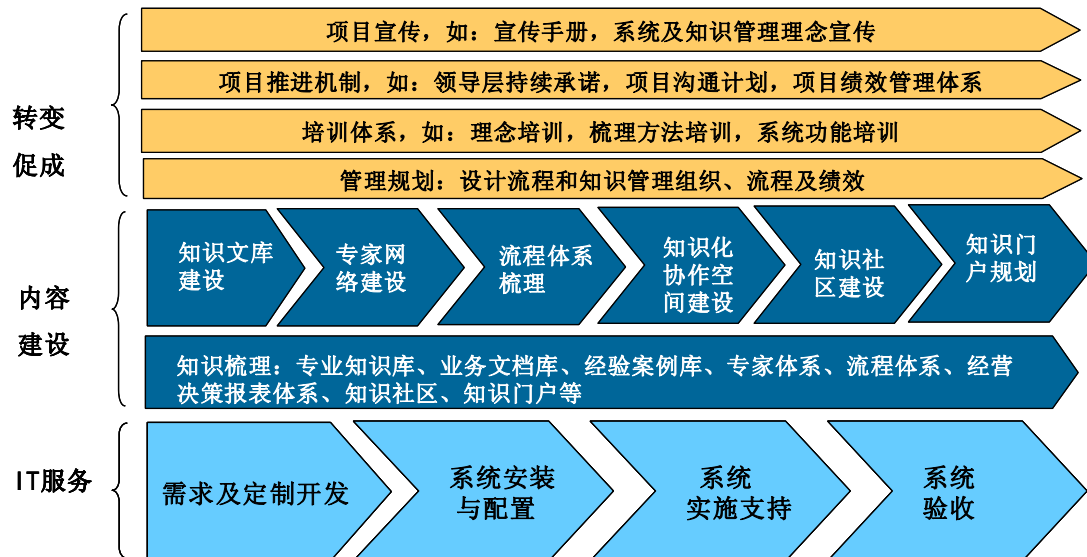 项目宣传，如：宣传手册，系统及知识管理理念宣传
项目推进机制，如：领导层持续承诺，项目沟通计划，项目绩效管理体系
转变
促成
培训体系，如：理念培训，梳理方法培训，系统功能培训
管理规划：设计流程和知识管理组织、流程及绩效
内容
建设
知识文库
建设
专家网
络建设
流程体系
梳理
知识化
协作空
间建设
知识社
区建设
知识门
户规划
知识梳理：专业知识库、业务文档库、经验案例库、专家体系、流程体系、经营
决策报表体系、知识社区、知识门户等
IT服务
需求及定制开发
系统安装
与配置
系统
实施支持
系统
验收